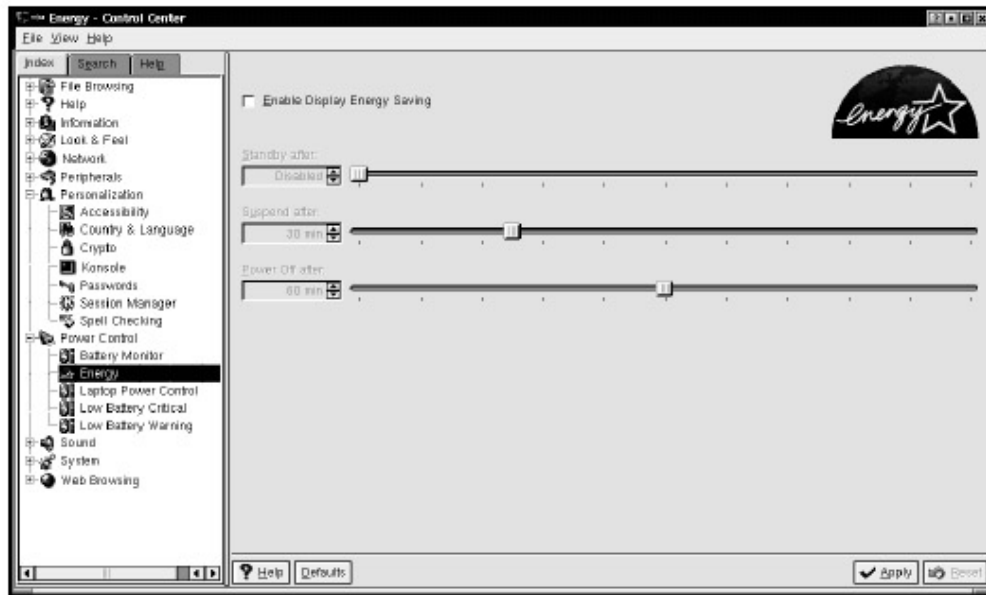 Energy - Control Center
File View Help
Index Search Help
File Browsing
Help
Information
Look & Feel
Network
Peripherals
Personalization
Accessibility
Country & Language
Crypto
Konsole
Passwords
Session Manager
Spell Checking
Power Control
Battery Monitor
Energy
Laptop Power Control
Low Battery Critical
Low Battery Warning
Sound
System
Web Browsing
Enable Display Energy Saving
energy
Standby after:
Disabled
Suspend after:
30 min
Power Off after:
60 min
Help Defaults Apply Reset